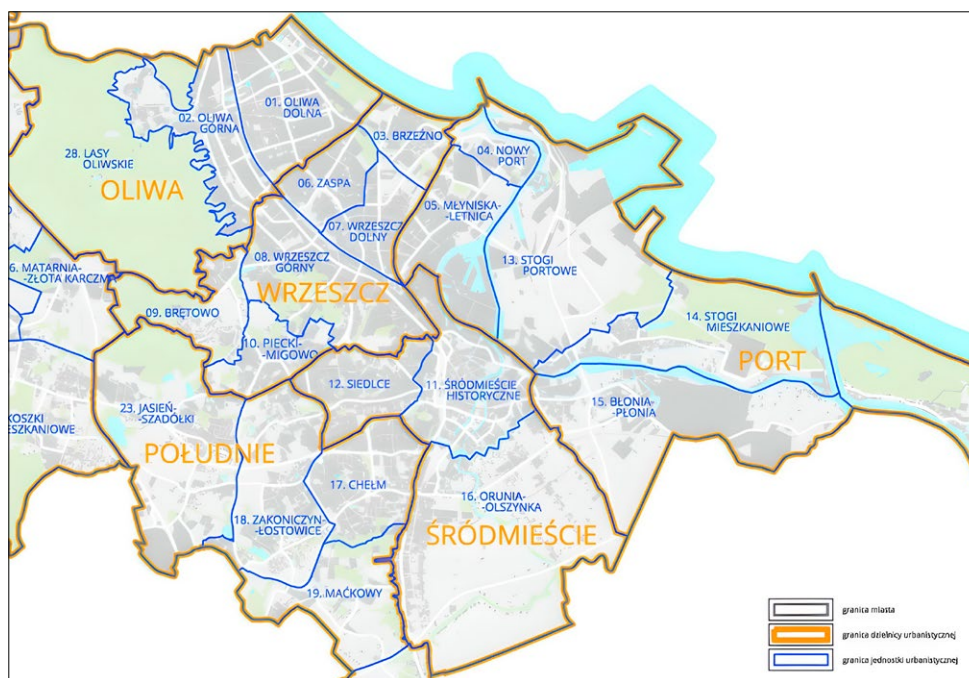 01. OLIWA
DOLNA
02. OLIWA
GÓRNA
03. BRZEŹNO
28. LASY
OLIWSKIE
04. NOWY
PORT
OLIWA
06. ZASPA
05. MŁYNISKA-
-LETNICA
07. WRZESZCZ
DOLNY
08. WRZESZCZ
GÓRNY
13. STOGI
PORTOWE
6. MATARNIA-
-ZŁOTA KARCZMA
WRZESZCZ
09. BRĘTOWO
14. STOGI
MIESZKANIOWE
10. PIECKI-
-MIGOWO
PORT
12. SIEDLCE
11. ŚRÓDMIEŚCIE
HISTORYCZNE
15. BŁONIA-
-PŁONIA
23. JASIEŃ-
-SZADÓŁKI
KOSZKI
ESZKANIOWE
POŁUDNIE
17. CHEŁM
16. ORUNIA-
-OLSZYNKA
18. ZAKONICZYN-
-ŁOSTOWICE
ŚRÓDMIEŚCIE
19. MAĆKOWY
granica miasta
granica dzielnicy urbanistycznej
granica jednostki urbanistycznej